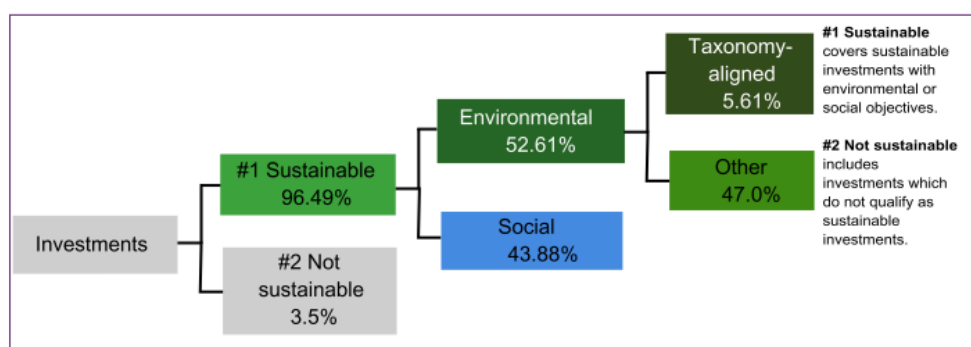 Investments
#1 Sustainable
96.49%
#2 Not
sustainable
3.5%
Environmental
52.61%
Social
43.88%
Taxonomy-
aligned
5.61%
Other
47.0%
#1 Sustainable
covers sustainable
investments with
environmental or
social objectives.
#2 Not sustainable
includes
investments which
do not qualify as
sustainable
investments.